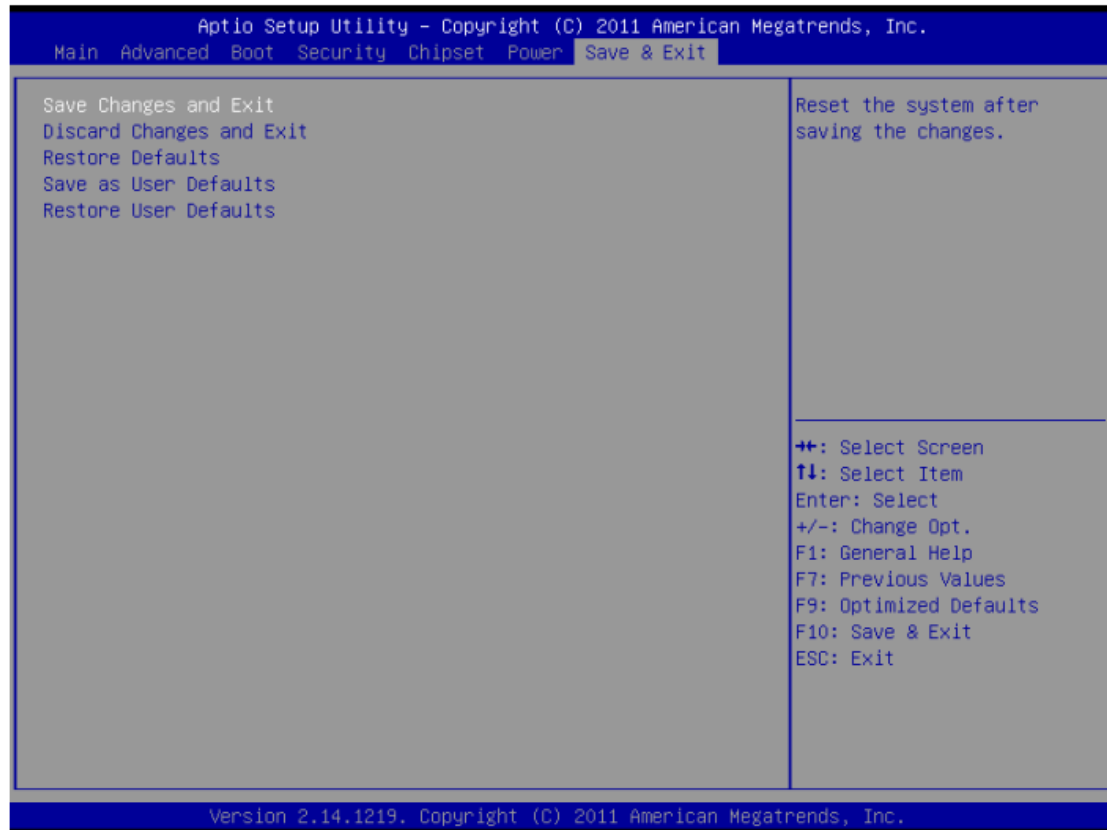 Aptio Setup Utility – Copyright (C) 2011 American Megatrends, Inc.
Main Advanced Boot Security Chipset Power Save & Exit
Save Changes and Exit
Discard Changes and Exit
Restore Defaults
Save as User Defaults
Restore User Defaults
Reset the system after
saving the changes.
→←: Select Screen
↑↓: Select Item
Enter: Select
+/-: Change Opt.
F1: General Help
F7: Previous Values
F9: Optimized Defaults
F10: Save & Exit
ESC: Exit
Version 2.14.1219. Copyright (C) 2011 American Megatrends, Inc.